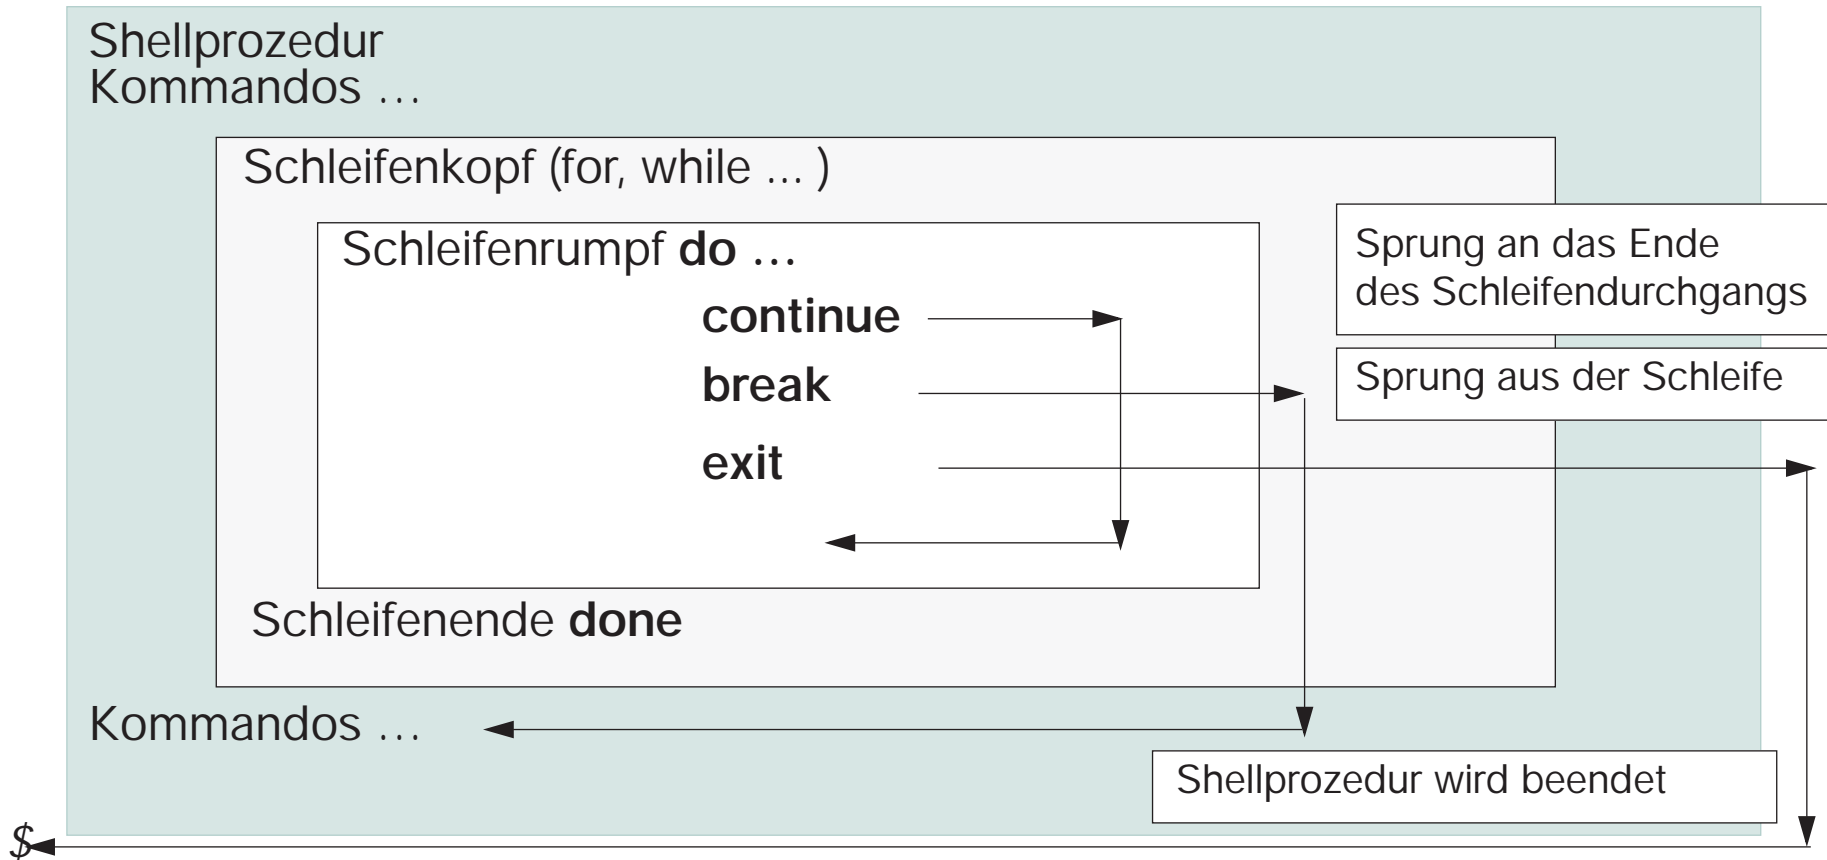 Shellprozedur
Kommandos …
Schleifenkopf (for, while … )
Schleifenrumpf do …
continue
break
exit
Sprung an das Ende
des Schleifendurchgangs
Sprung aus der Schleife
Schleifenende done
Kommandos …
Shellprozedur wird beendet
$